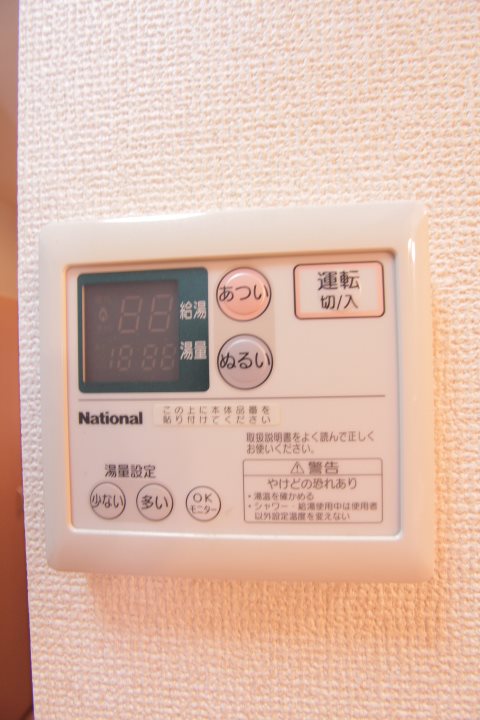 給湯
湯量
あつい
ぬるい
運転
切/入
National
この上に本体品番を
貼り付けてください
取扱説明書をよく読んで正しく
お使いください。
湯量設定
少ない
多い
OK
モニター
⚠警告
やけどの恐れあり
・湯温を確かめる
・シャワー・給湯使用中は使用者
以外設定温度を変えない